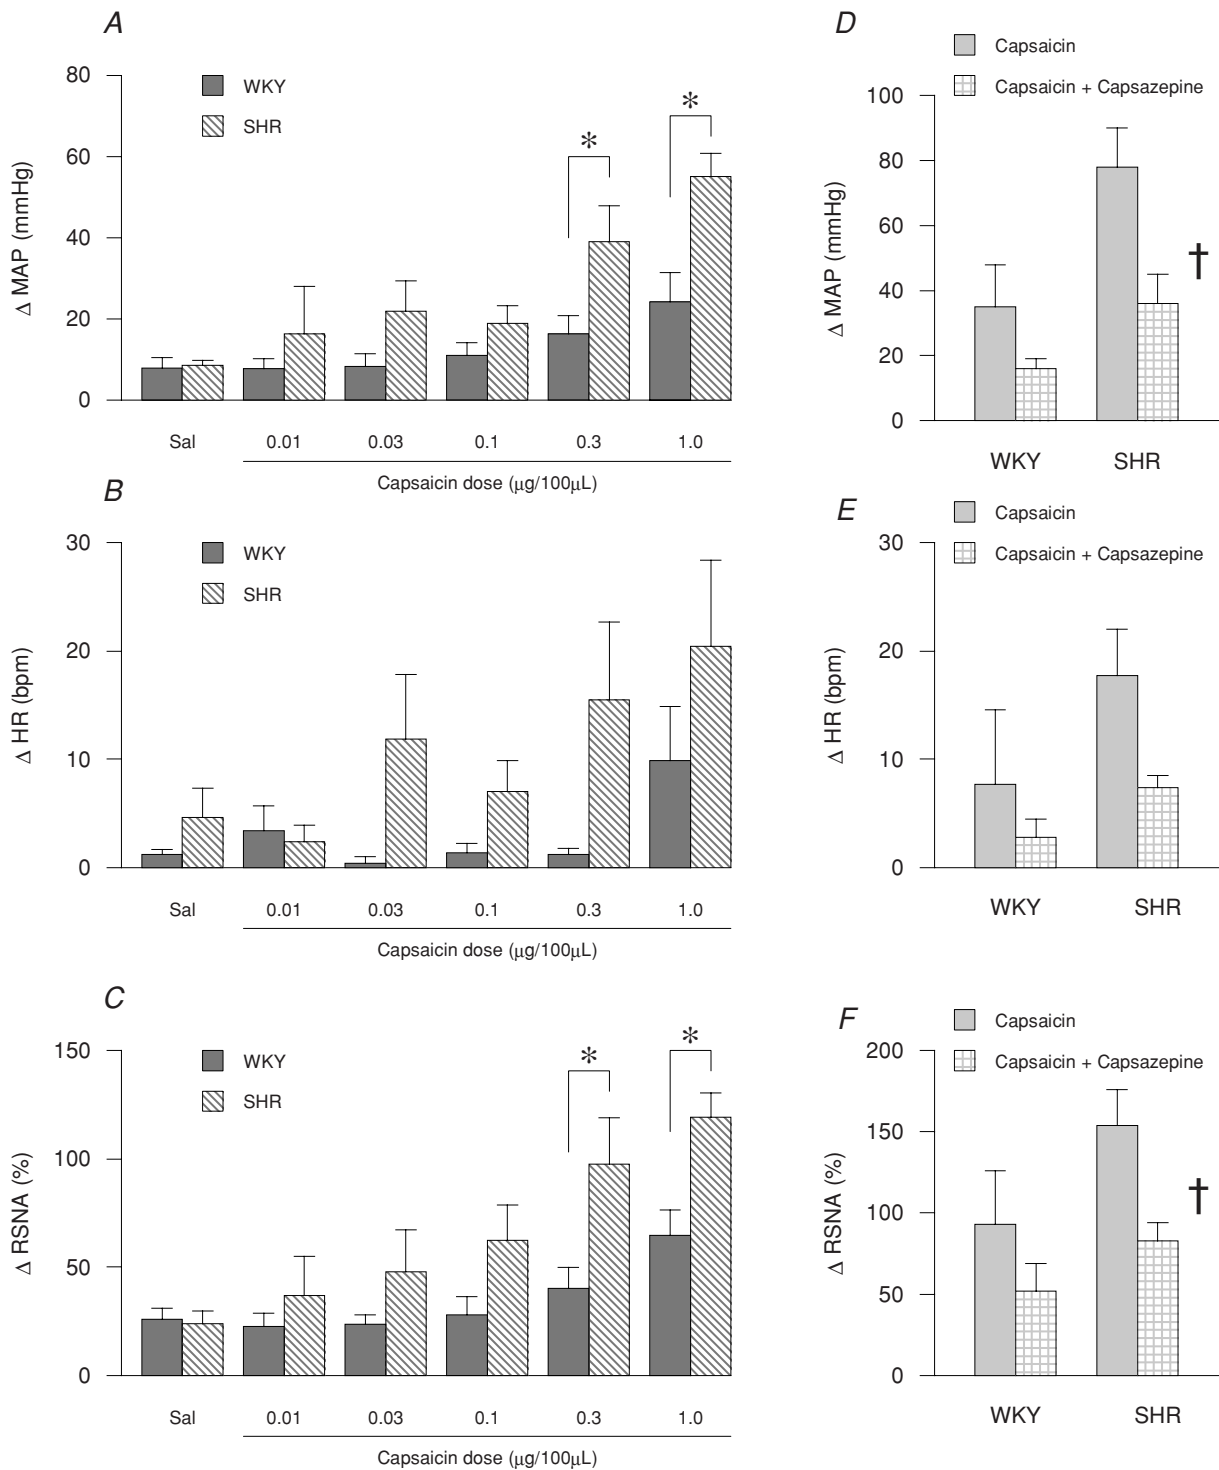 A
WKY
SHR
Δ MAP (mmHg)
80
60
40
20
0
*
*
Sal 0.01 0.03 0.1 0.3 1.0
Capsaicin dose (μg/100μL)
D
Capsaicin
Capsaicin + Capsazepine
Δ MAP (mmHg)
100
80
60
40
20
0
†
WKY SHR
B
WKY
SHR
Δ HR (bpm)
30
20
10
0
Sal 0.01 0.03 0.1 0.3 1.0
Capsaicin dose (μg/100μL)
E
Capsaicin
Capsaicin + Capsazepine
Δ HR (bpm)
30
20
10
0
WKY SHR
C
WKY
SHR
Δ RSNA (%)
150
100
50
0
*
*
Sal 0.01 0.03 0.1 0.3 1.0
Capsaicin dose (μg/100μL)
F
Capsaicin
Capsaicin + Capsazepine
Δ RSNA (%)
200
150
100
50
0
†
WKY SHR